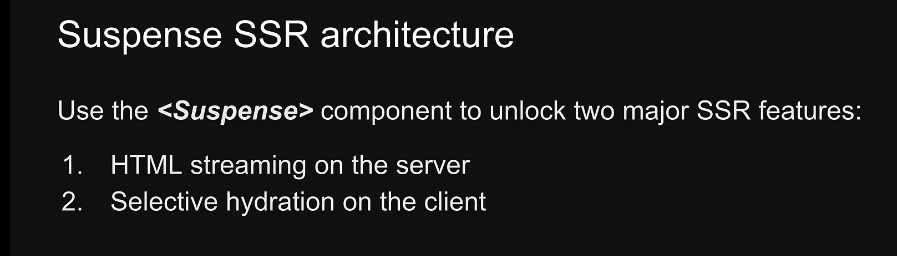 Suspense SSR architecture
Use the <Suspense> component to unlock two major SSR features:
1. HTML streaming on the server
2. Selective hydration on the client